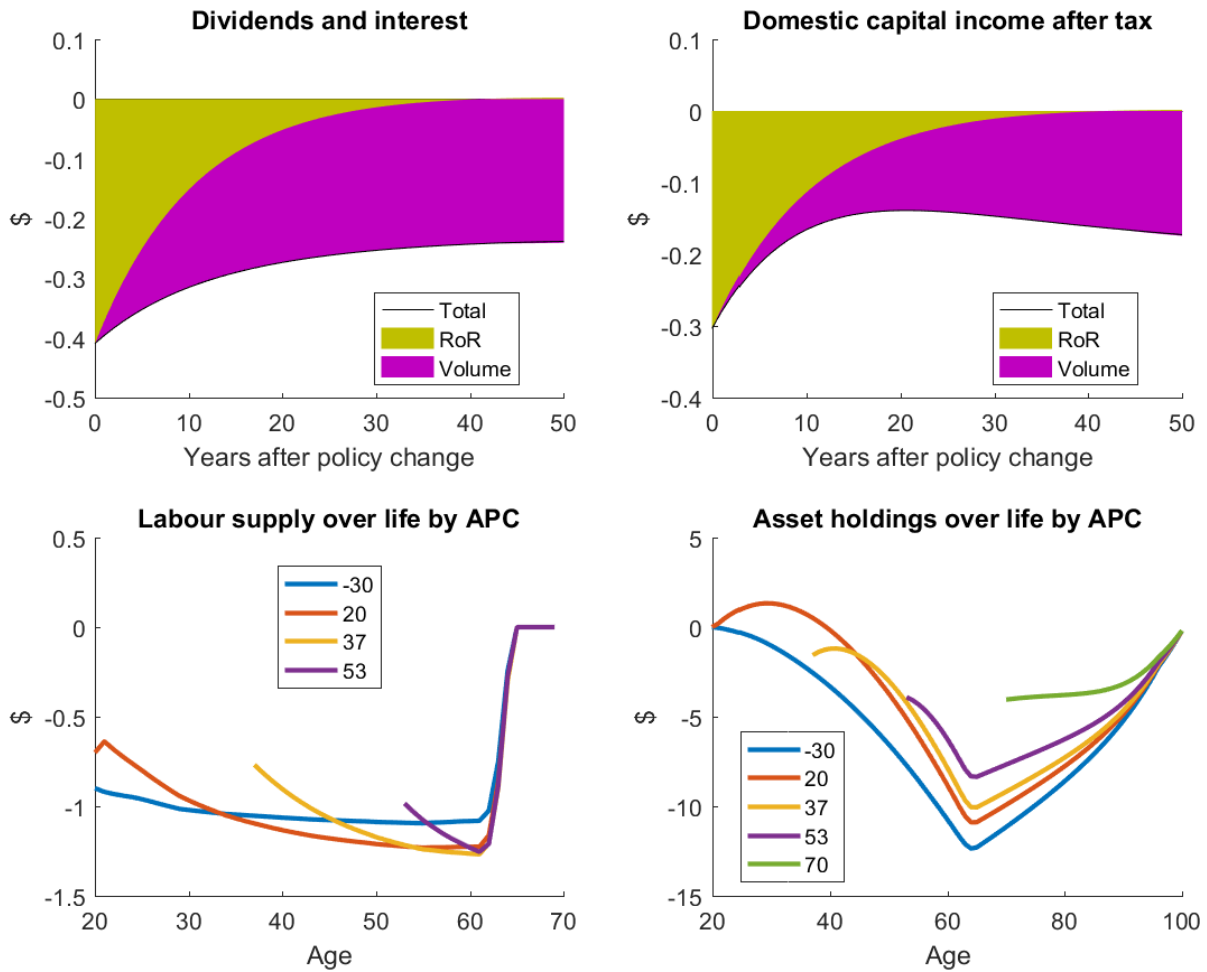 Dividends and interest
0.1
0
-0.1
-0.2
-0.3
-0.4
-0.5
$
Total
RoR
Volume
0 10 20 30 40 50
Years after policy change
Domestic capital income after tax
0.1
0
-0.1
-0.2
-0.3
-0.4
$
Total
RoR
Volume
0 10 20 30 40 50
Years after policy change
Labour supply over life by APC
0.5
0
-0.5
-1
-1.5
$
-30
20
37
53
20 30 40 50 60 70
Age
Asset holdings over life by APC
5
0
-5
-10
-15
$
-30
20
37
53
70
20 40 60 80 100
Age